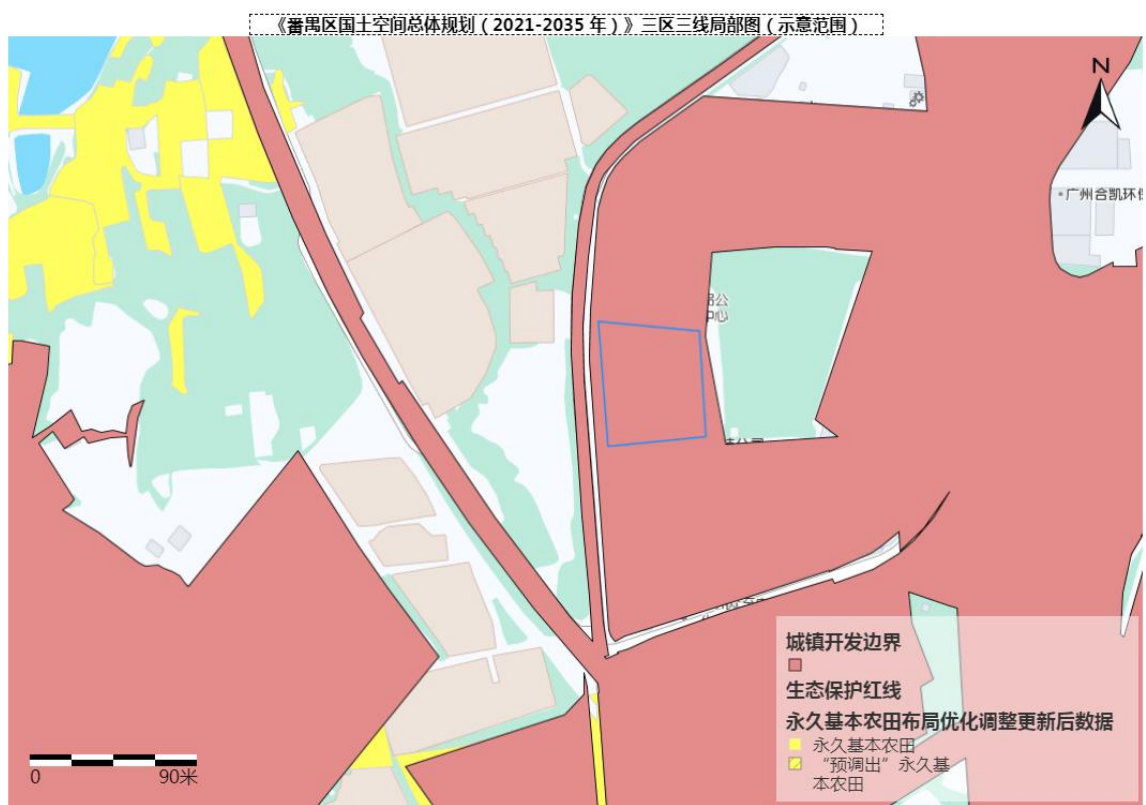 《番禺区国土空间总体规划（2021-2035 年）》三区三线局部图（示意范围）
N
广州合凯环
公
心
城镇开发边界
生态保护红线
永久基本农田布局优化调整更新后数据
永久基本农田
“预调出”永久基
本农田
0 90米